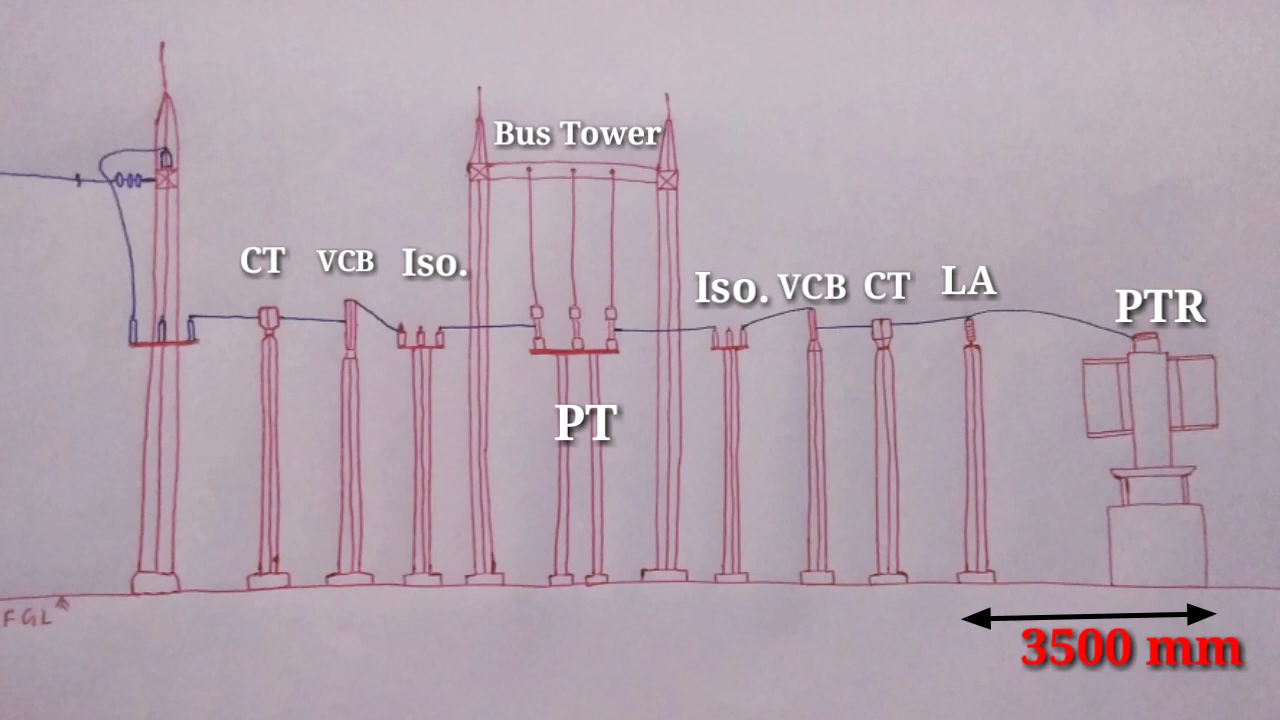 Bus Tower
CT VCB Iso.
Iso. VCB CT LA
PTR
PT
FGL
3500 mm